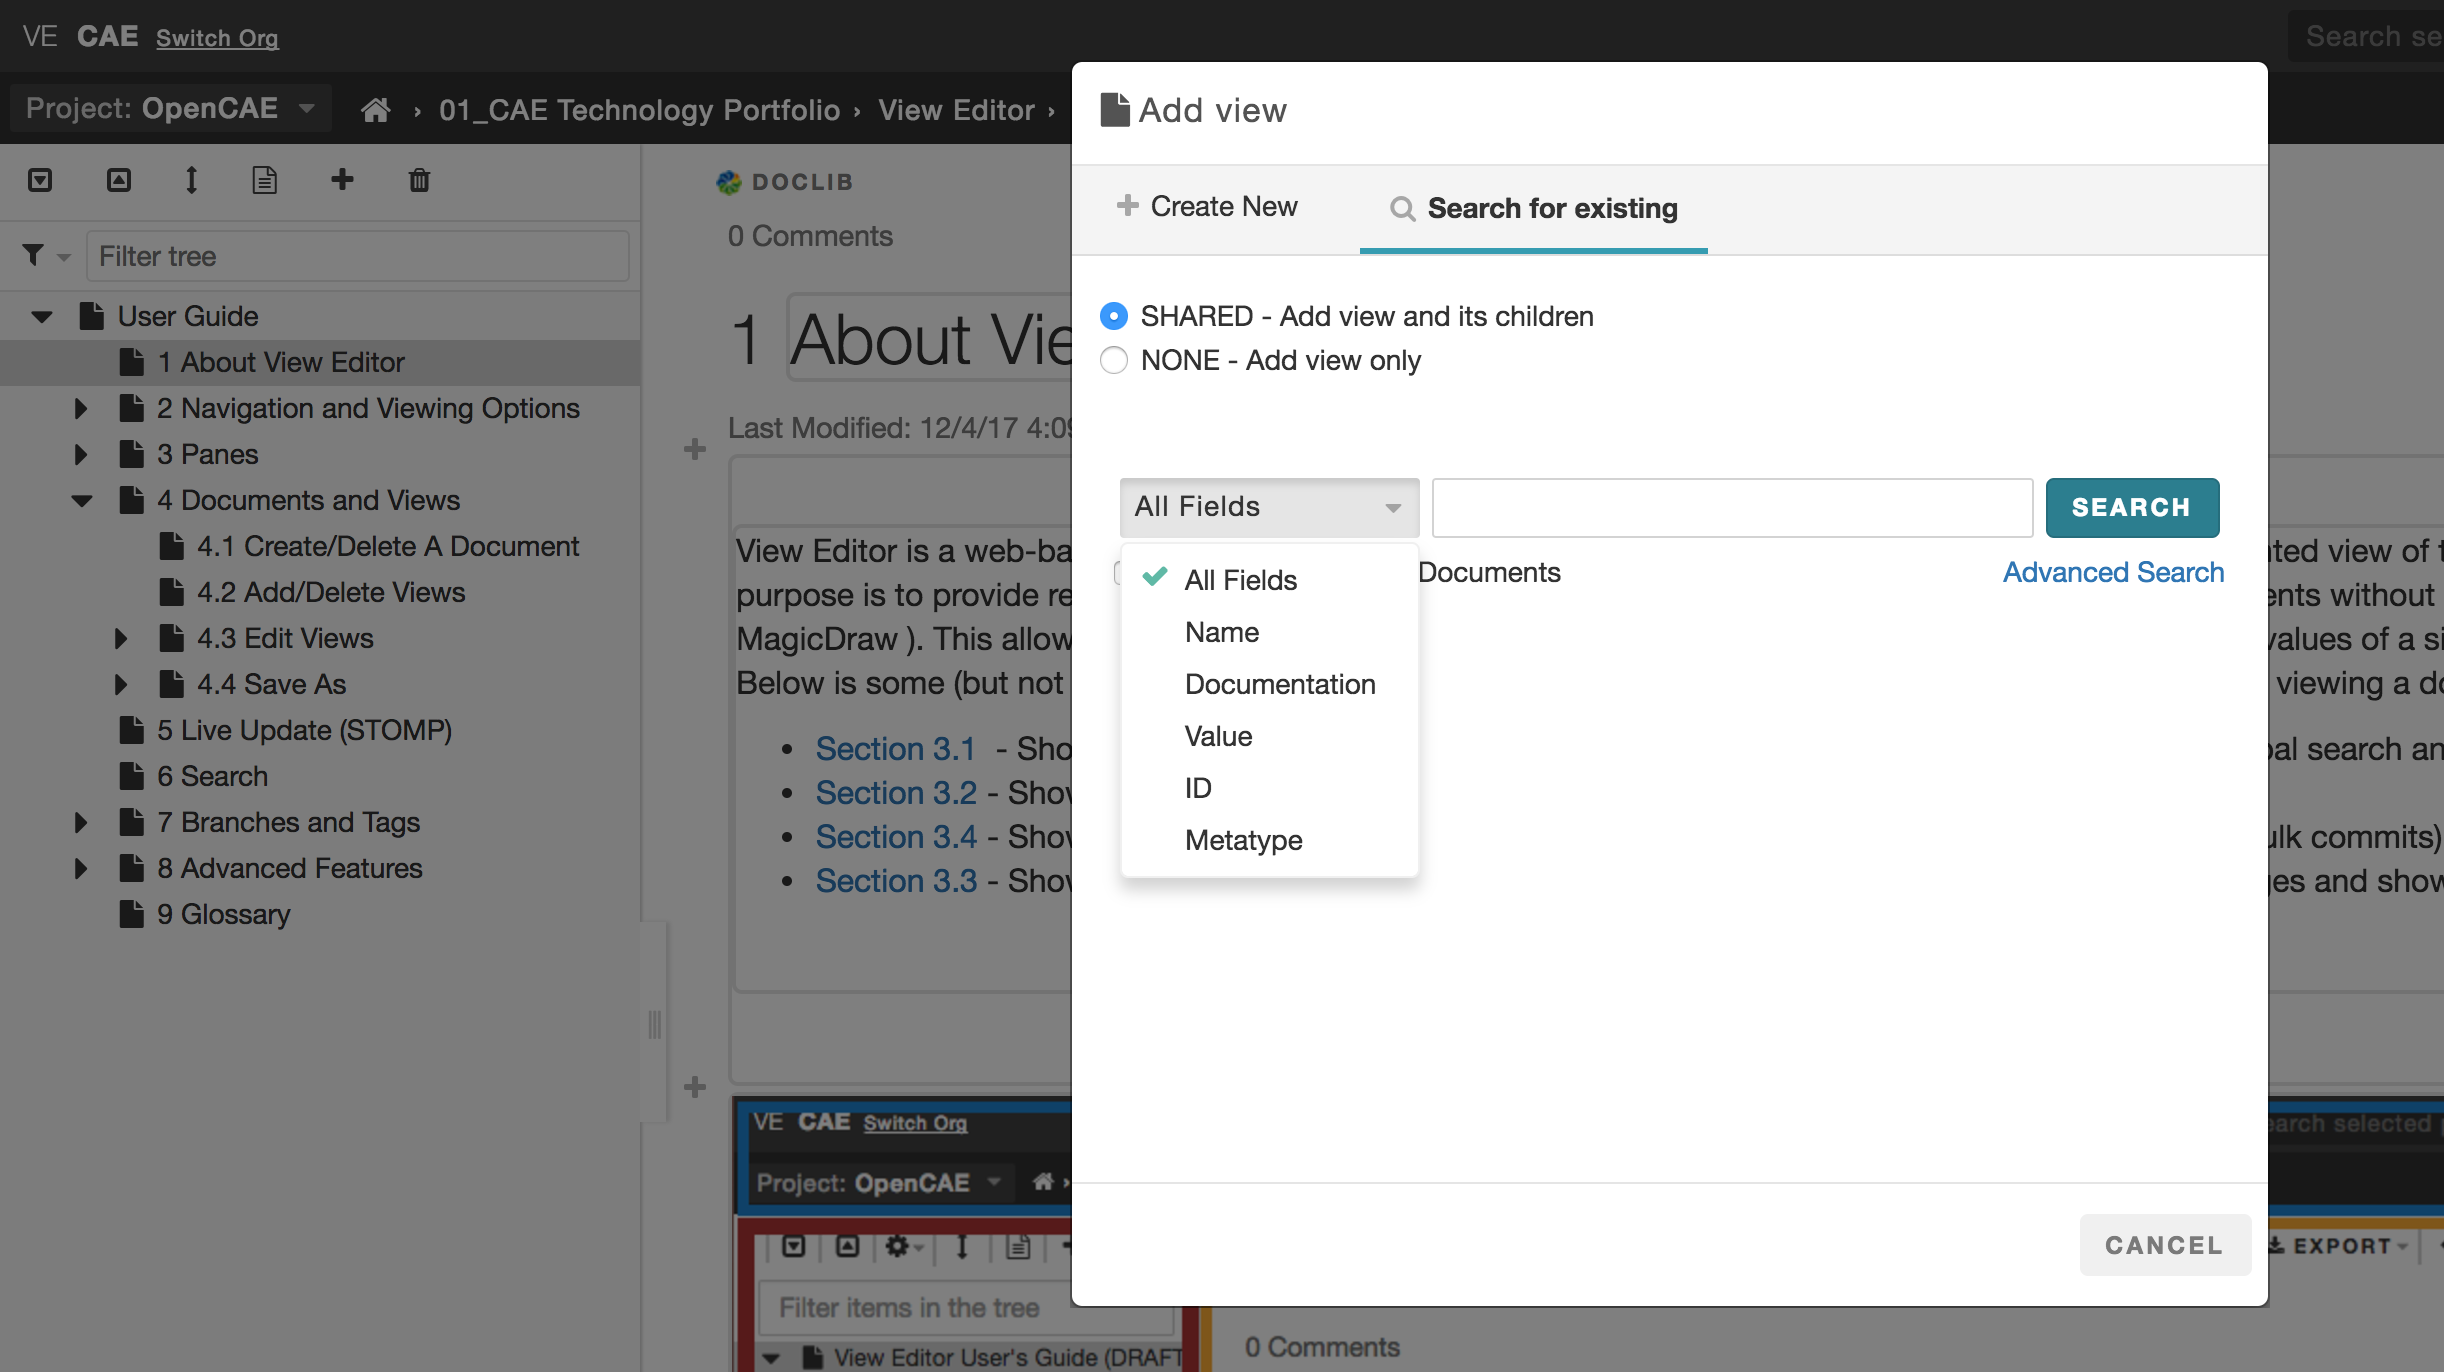 VE CAE Switch Org
Search se
Project: OpenCAE
01_CAE Technology Portfolio › View Editor ›
Filter tree
User Guide
1 About View Editor
2 Navigation and Viewing Options
3 Panes
4 Documents and Views
4.1 Create/Delete A Document
4.2 Add/Delete Views
4.3 Edit Views
4.4 Save As
5 Live Update (STOMP)
6 Search
7 Branches and Tags
8 Advanced Features
9 Glossary
DOCLIB
0 Comments
1 About Vie
Last Modified: 12/4/17 4:09
View Editor is a web-ba
purpose is to provide re
MagicDraw ). This allow
Below is some (but not
• Section 3.1 - Sho
• Section 3.2 - Show
• Section 3.4 - Show
• Section 3.3 - Show
Add view
Create New
Search for existing
SHARED - Add view and its children
NONE - Add view only
All Fields
SEARCH
Documents
Advanced Search
All Fields
Name
Documentation
Value
ID
Metatype
CANCEL
ted view of t
ents without
values of a si
viewing a do
bal search an
ulk commits)
ges and show
VE CAE Switch Org
earch selected
Project: OpenCAE
EXPORT
Filter items in the tree
View Editor User's Guide (DRAFT
0 Comments